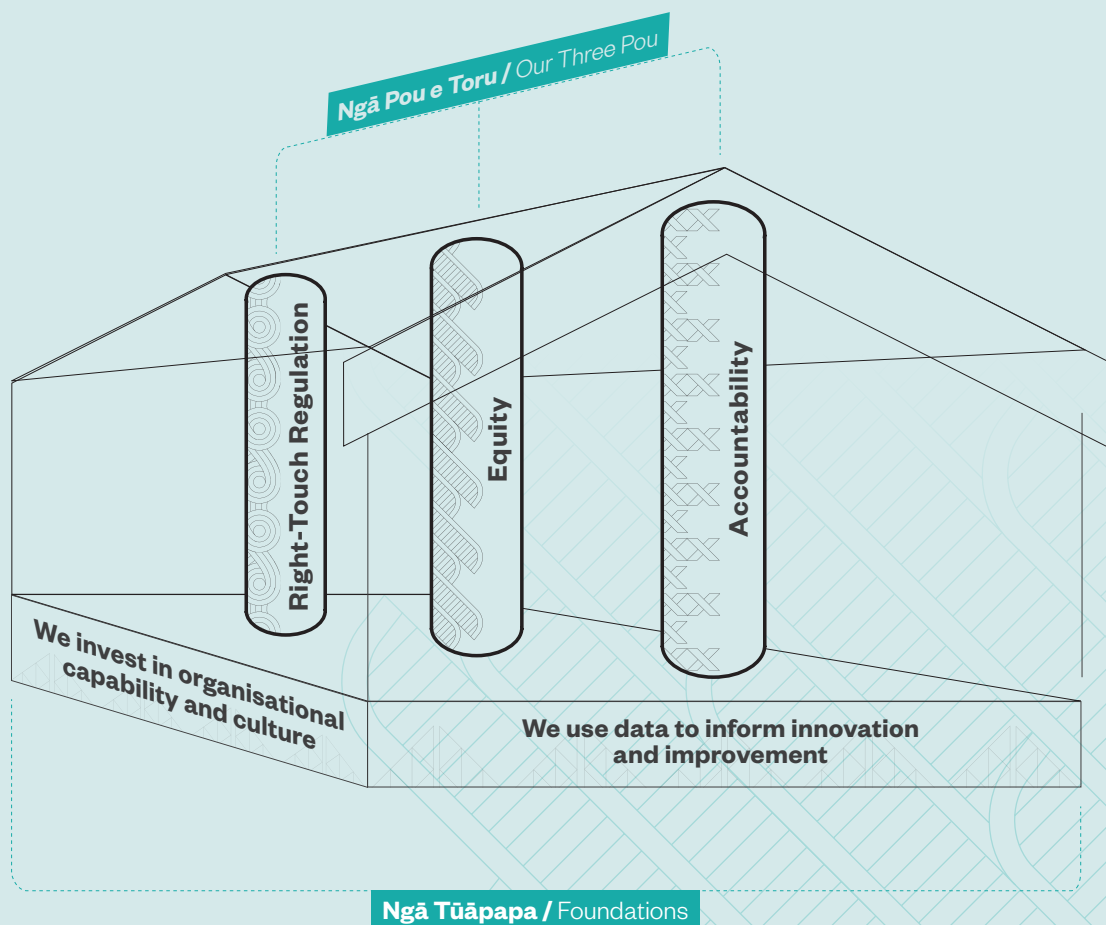 Ngā Pou e Toru / Our Three Pou
Right-Touch Regulation
Equity
Accountability
We invest in organisational
capability and culture
We use data to inform innovation
and improvement
Ngā Tūāpapa / Foundations